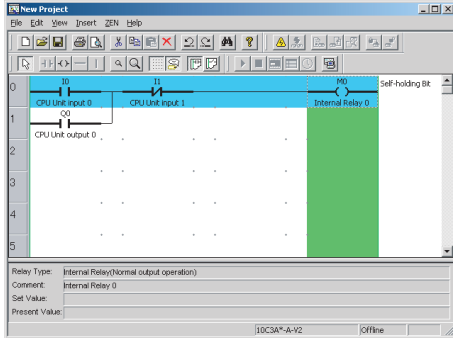 New Project
File Edit View Insert ZEN Help
0 I0 I1 M0 Self-holding Bit
CPU Unit input 0 CPU Unit input 1 Internal Relay 0
1 Q0
CPU Unit output 0
2
3
4
5
Relay Type: Internal Relay(Normal output operation)
Comment: Internal Relay 0
Set Value:
Present Value:
10C3A*-A-V2 Offline